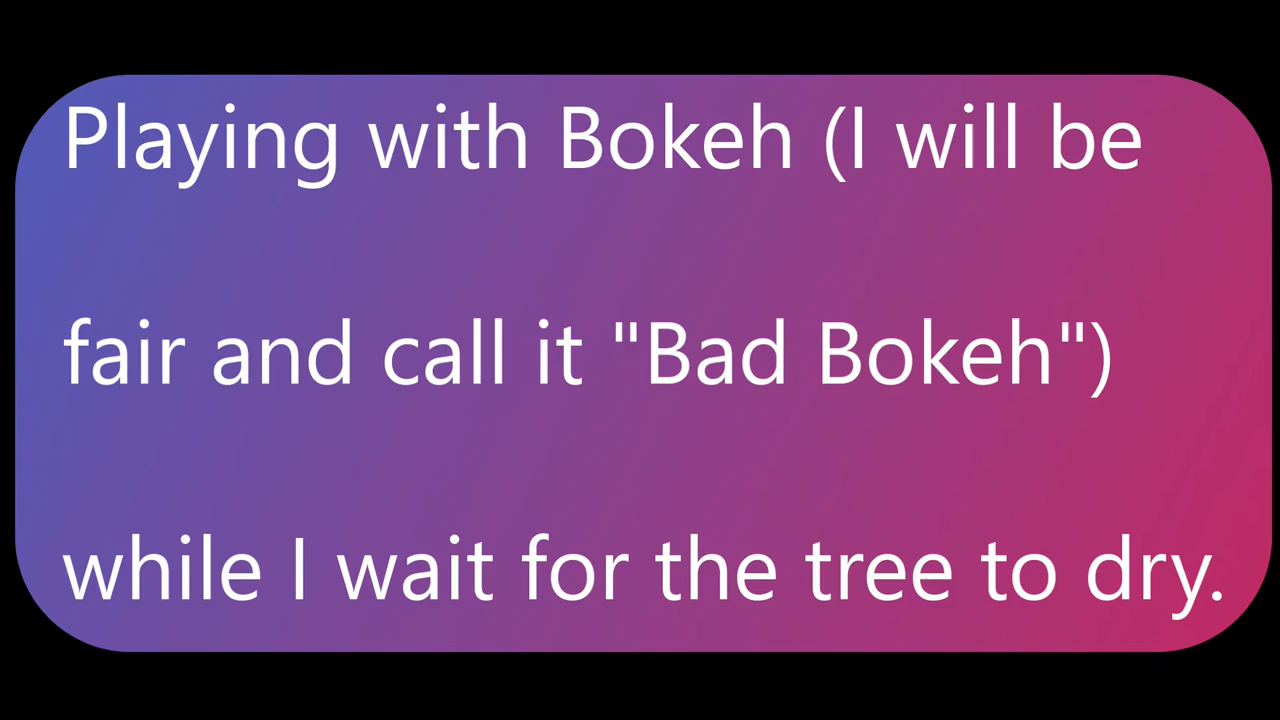 Playing with Bokeh (I will be
fair and call it "Bad Bokeh")
while I wait for the tree to dry.